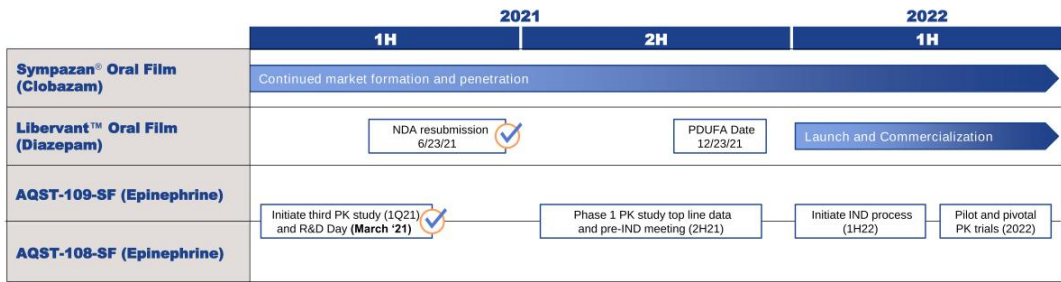 2021
2022
1H
2H
1H
Sympazan® Oral Film
(Clobazam)
Continued market formation and penetration
Libervant™ Oral Film
(Diazepam)
NDA resubmission
6/23/21
PDUFA Date
12/23/21
Launch and Commercialization
AQST-109-SF (Epinephrine)
Initiate third PK study (1Q21)
and R&D Day (March ‘21)
Phase 1 PK study top line data
and pre-IND meeting (2H21)
Initiate IND process
(1H22)
Pilot and pivotal
PK trials (2022)
AQST-108-SF (Epinephrine)